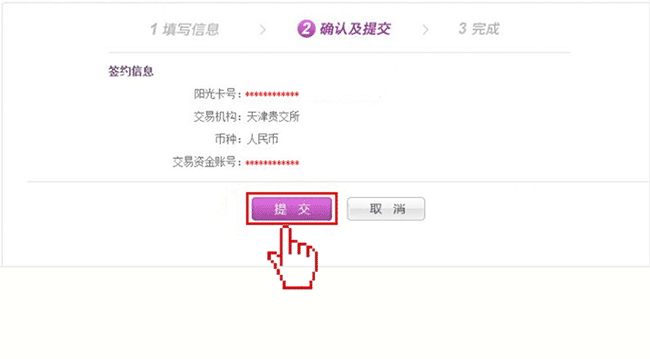 1 填写信息 > 2 确认及提交 > 3 完成
签约信息
阳光卡号：************
交易机构：天津贵交所
币种：人民币
交易资金账号：************
提 交 取 消